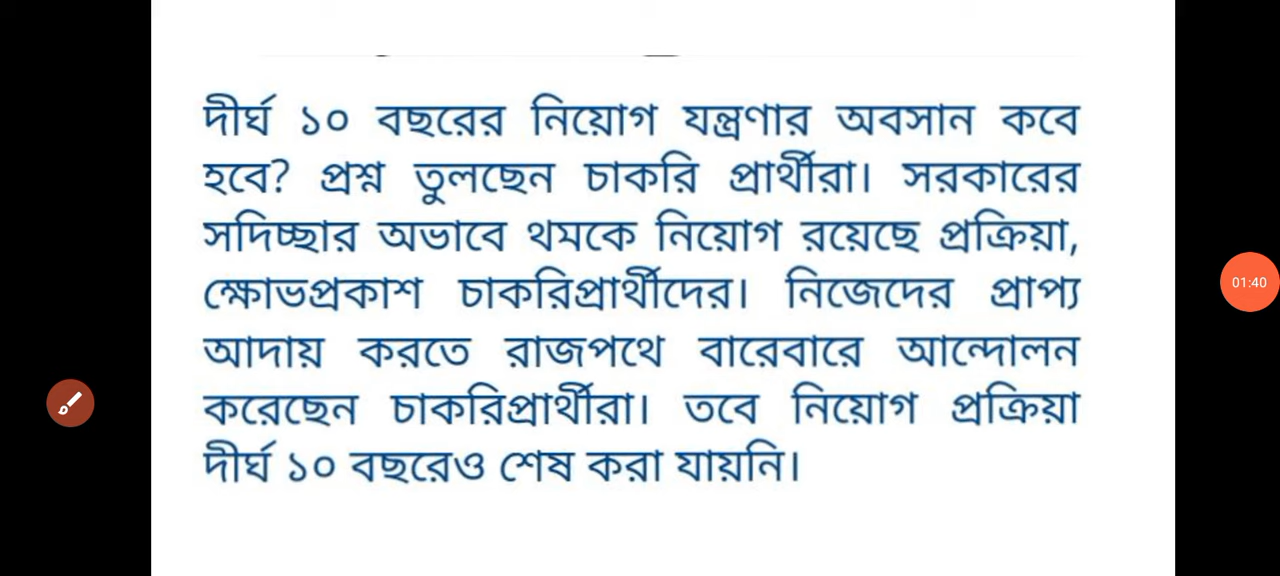 দীর্ঘ ১০ বছরের নিয়োগ যন্ত্রণার অবসান কবে
হবে? প্রশ্ন তুলছেন চাকরি প্রার্থীরা। সরকারের
সদিচ্ছার অভাবে থমকে নিয়োগ রয়েছে প্রক্রিয়া,
ক্ষোভপ্রকাশ চাকরিপ্রার্থীদের। নিজেদের প্রাপ্য
আদায় করতে রাজপথে বারেবারে আন্দোলন
করেছেন চাকরিপ্রার্থীরা। তবে নিয়োগ প্রক্রিয়া
দীর্ঘ ১০ বছরেও শেষ করা যায়নি।
01:40